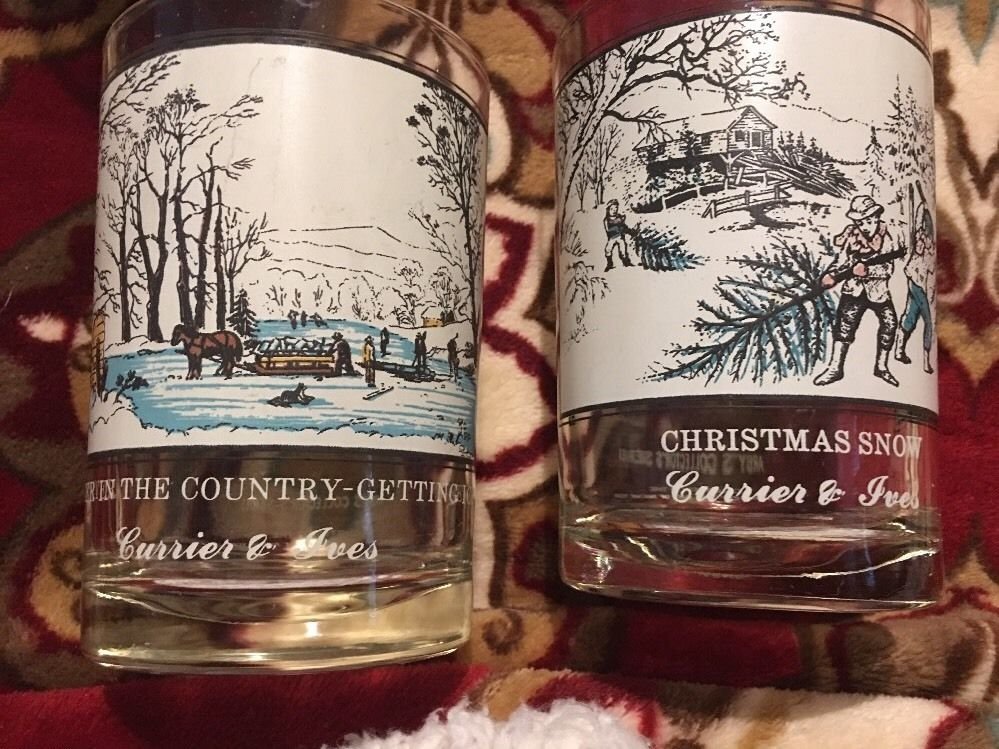 THE COUNTRY-GETTING
Currier & Ives
CHRISTMAS SNOW
Currier & Ives